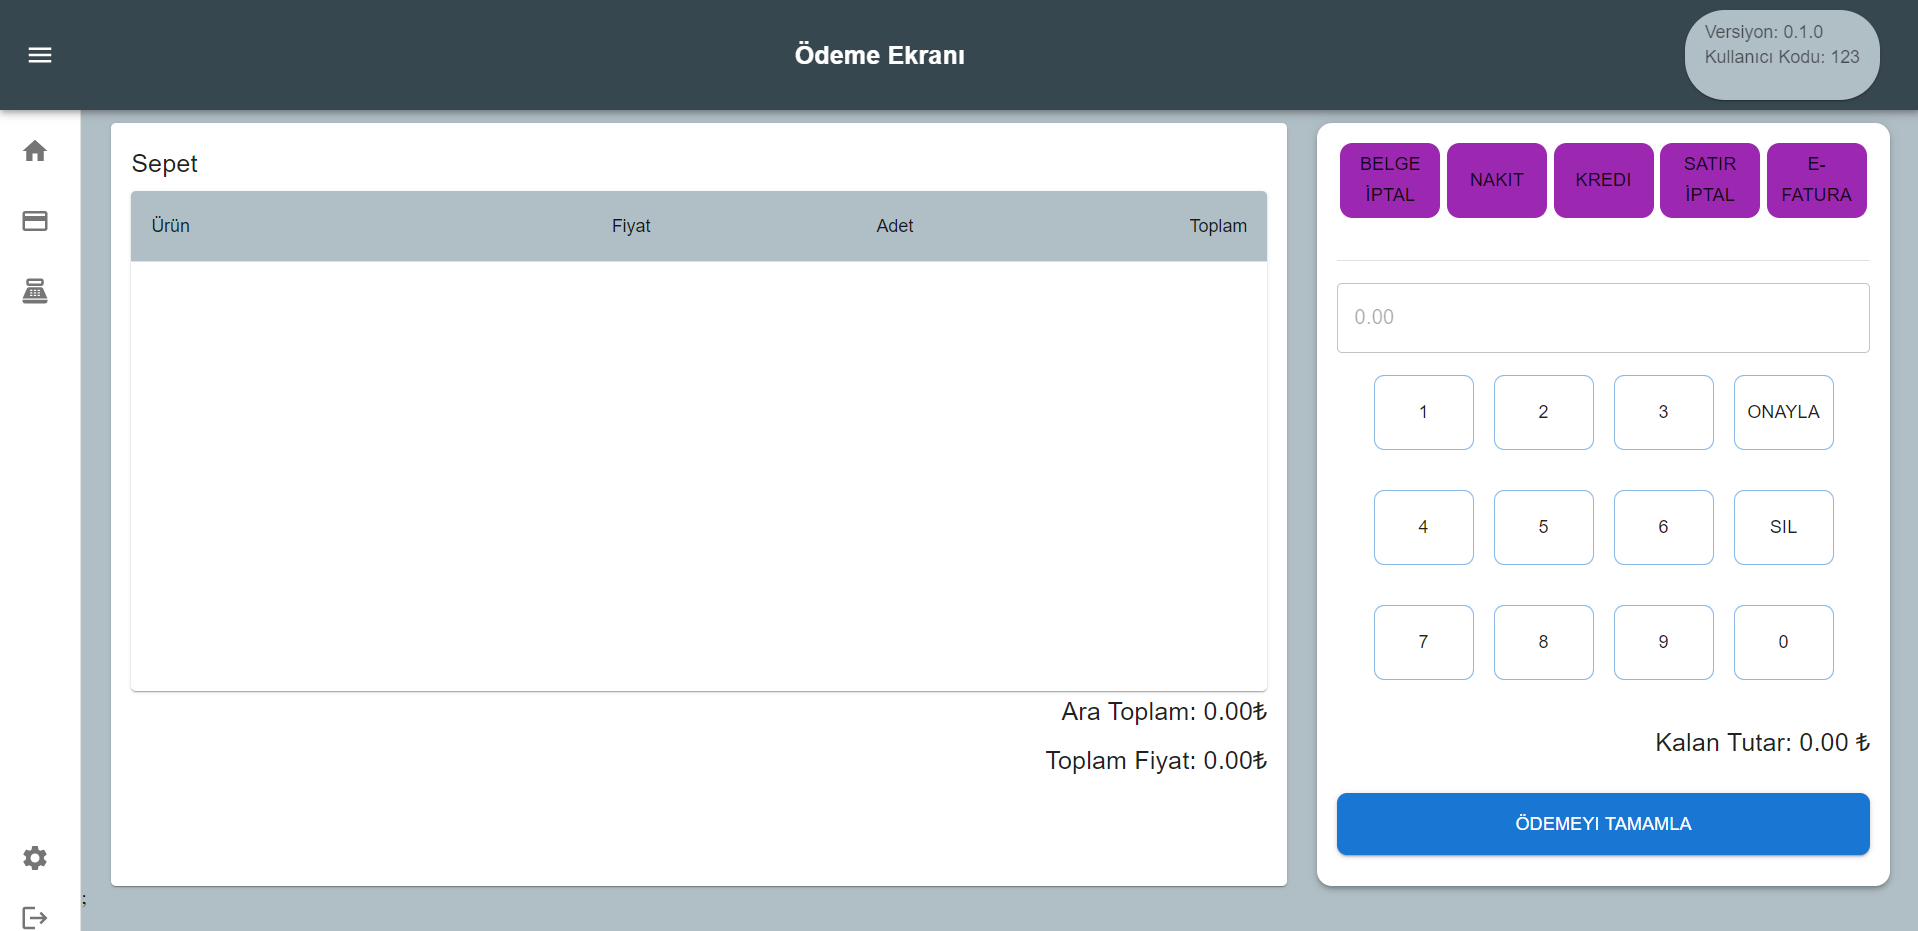 Ödeme Ekranı
Versiyon: 0.1.0
Kullanıcı Kodu: 123
Sepet
Ürün Fiyat Adet Toplam
Ara Toplam: 0.00₺
Toplam Fiyat: 0.00₺
;
BELGE
İPTAL
NAKIT
KREDI
SATIR
İPTAL
E-
FATURA
0.00
1 2 3 ONAYLA
4 5 6 SIL
7 8 9 0
Kalan Tutar: 0.00 ₺
ÖDEMEYI TAMAMLA